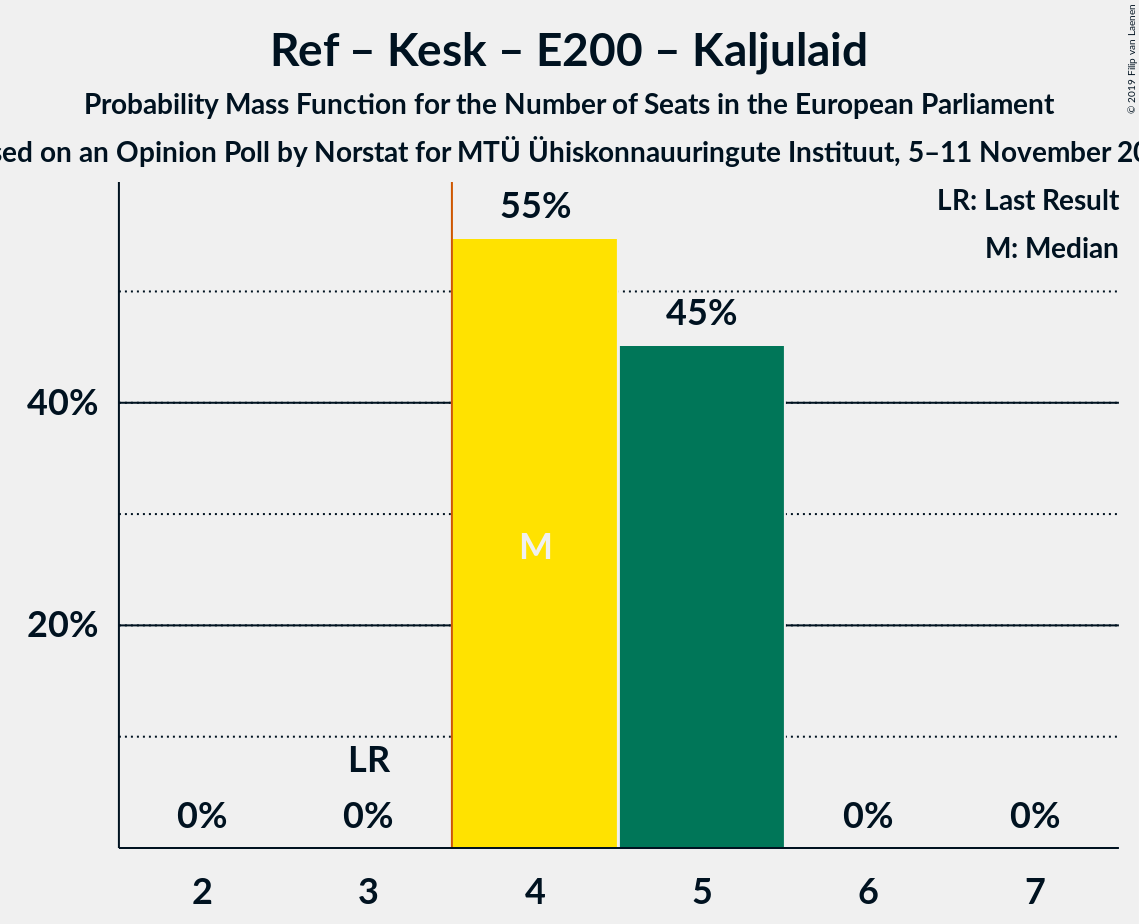 Ref – Kesk – E200 – Kaljulaid
Probability Mass Function for the Number of Seats in the European Parliament
on an Opinion Poll by Norstat for MTÜ Ühiskonnauuringute Instituut, 5–11 November
© 2019 Filip van Laenen
LR: Last Result
M: Median
55%
45%
40%
M
20%
LR
0% 0% 0% 0%
2 3 4 5 6 7